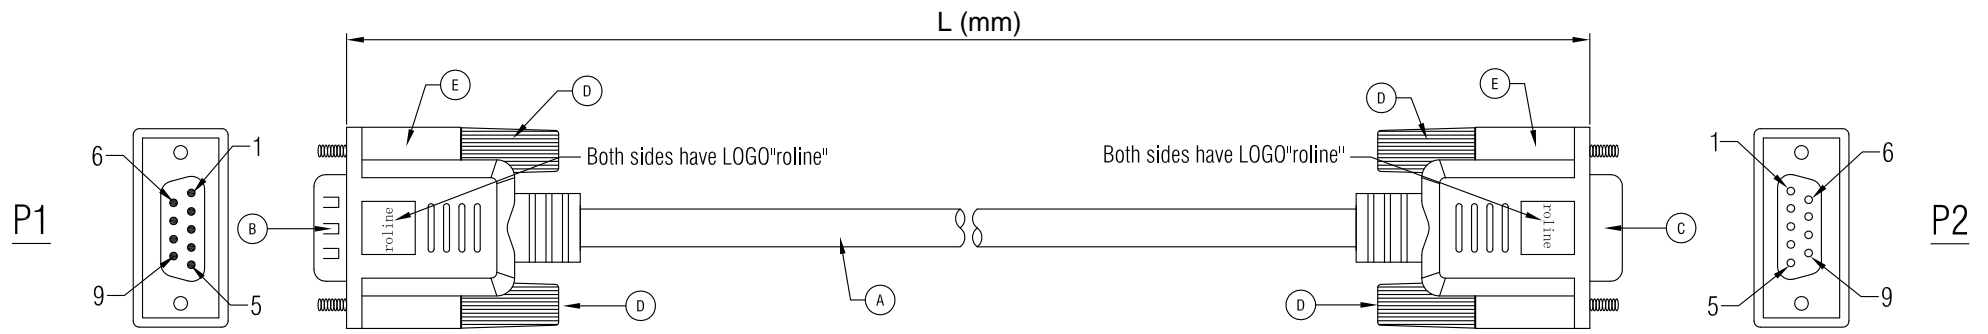 L (mm)
E
D
D
E
6
1
Both sides have LOGO"roline"
Both sides have LOGO"roline"
1
6
P1
B
roline
roline
C
P2
9
5
D
A
D
5
9